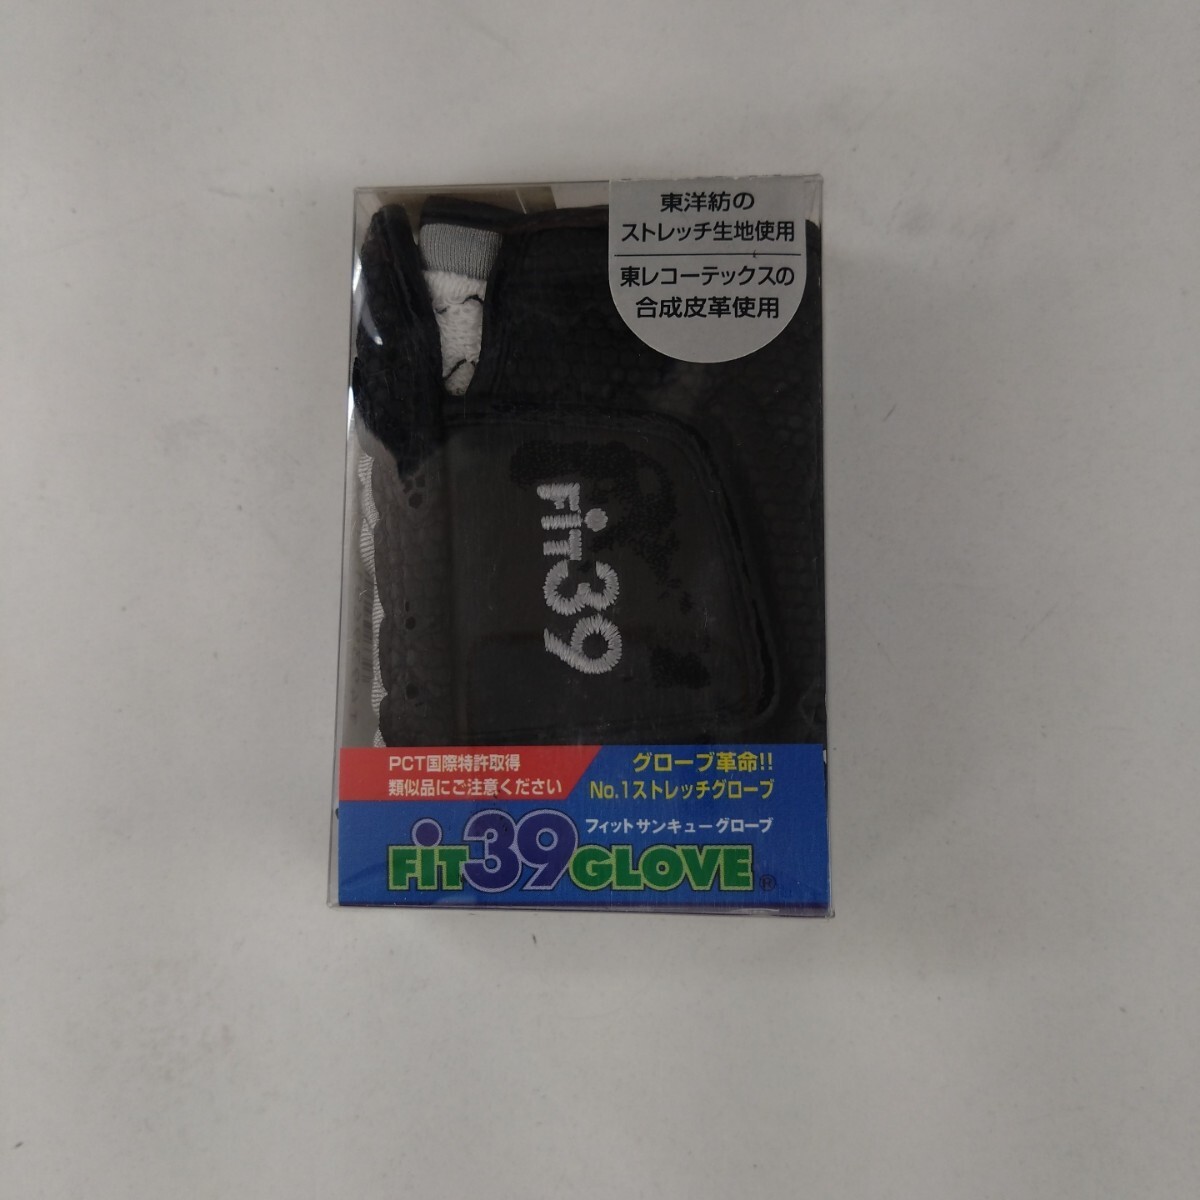 東洋紡の
ストレッチ生地使用
東レコーテックスの
合成皮革使用
FiT39
PCT国際特許取得
類似品にご注意ください
グローブ革命!!
No.1ストレッチグローブ
フィットサンキューグローブ
FiT39GLOVE®